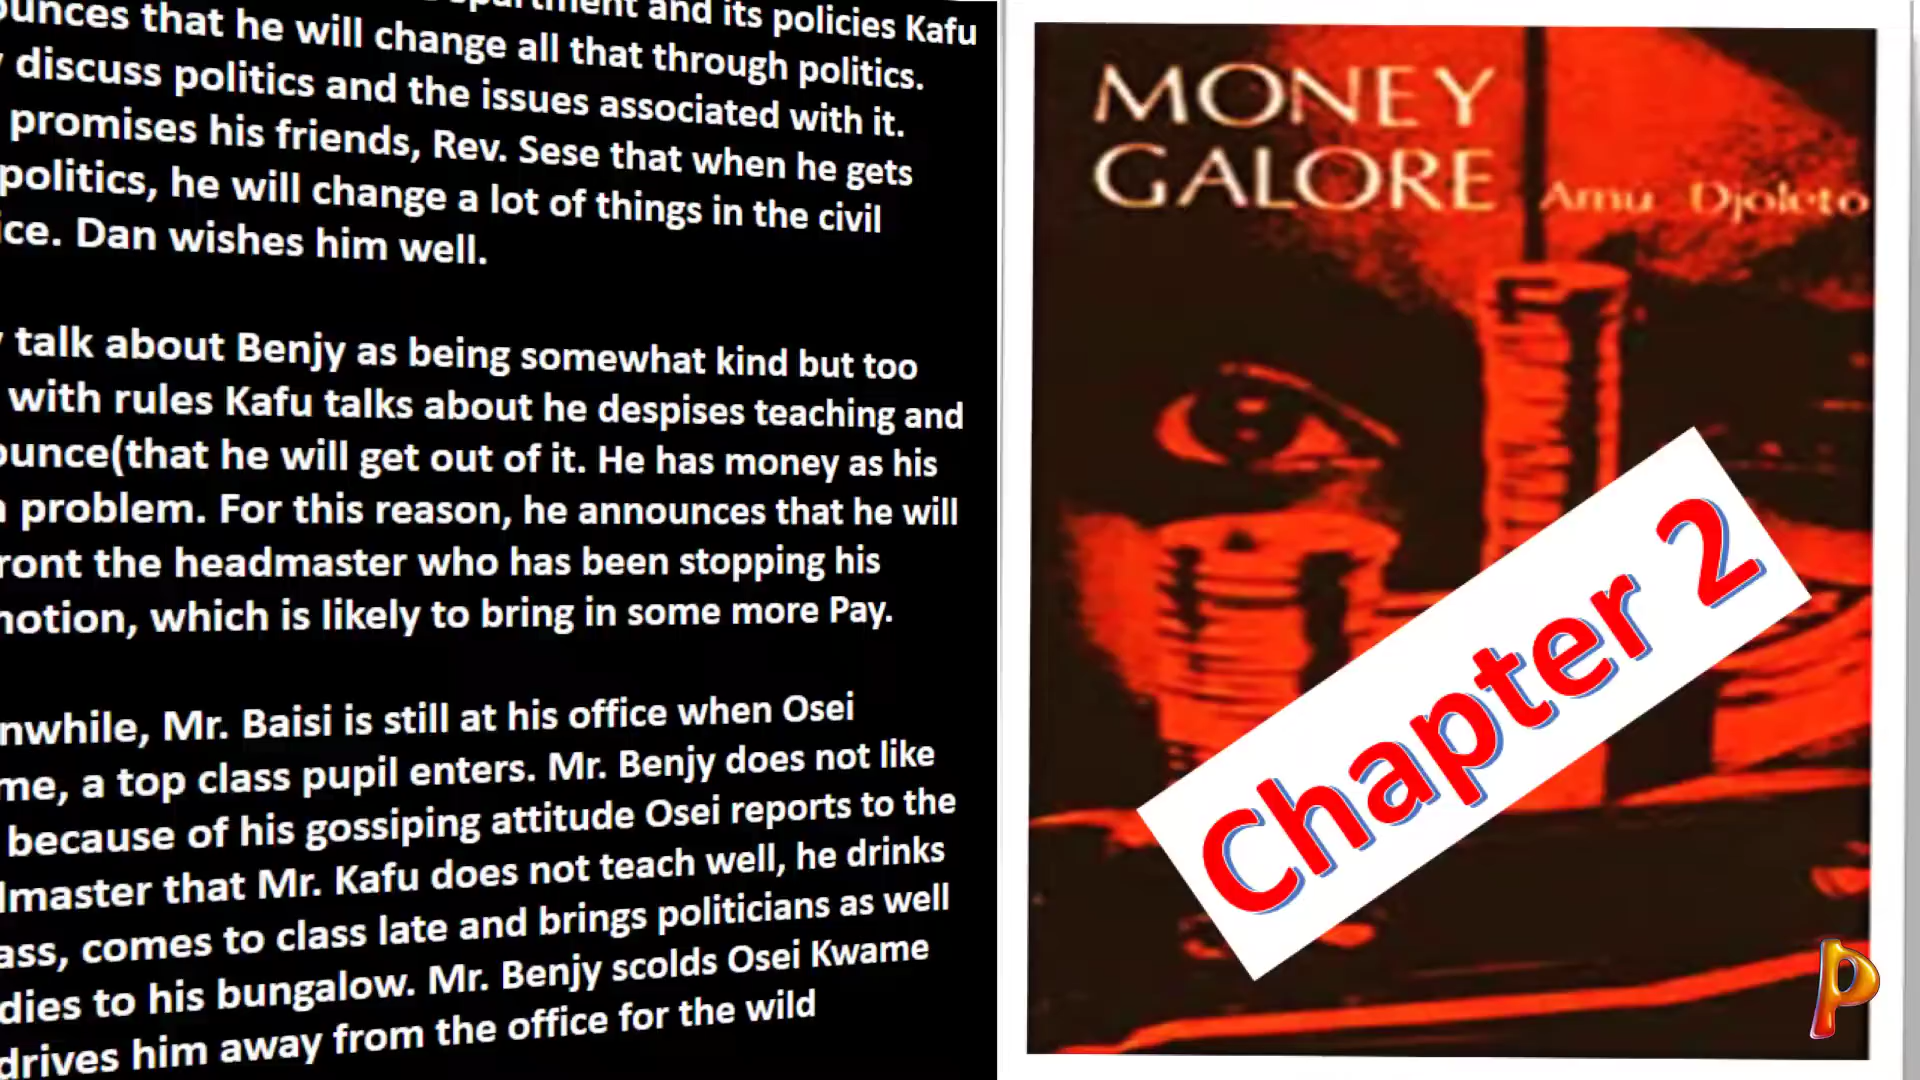 and its policies Kafu
that he will change all that through politics.
discuss politics and the issues associated with it.
promises his friends, Rev. Sese that when he gets
politics, he will change a lot of things in the civil
Dan wishes him well.
talk about Benjy as being somewhat kind but too
with rules Kafu talks about he despises teaching and
ounce(that he will get out of it. He has money as his
problem. For this reason, he announces that he will
ront the headmaster who has been stopping his
notion, which is likely to bring in some more Pay.
nwhile, Mr. Baisi is still at his office when Osei
me, a top class pupil enters. Mr. Benjy does not like
because of his gossiping attitude Osei reports to the
lmaster that Mr. Kafu does not teach well, he drinks
ass, comes to class late and brings politicians as well
dies to his bungalow. Mr. Benjy scolds Osei Kwame
drives him away from the office for the wild
MONEY
GALORE
Amu Djoleto
Chapter 2
P